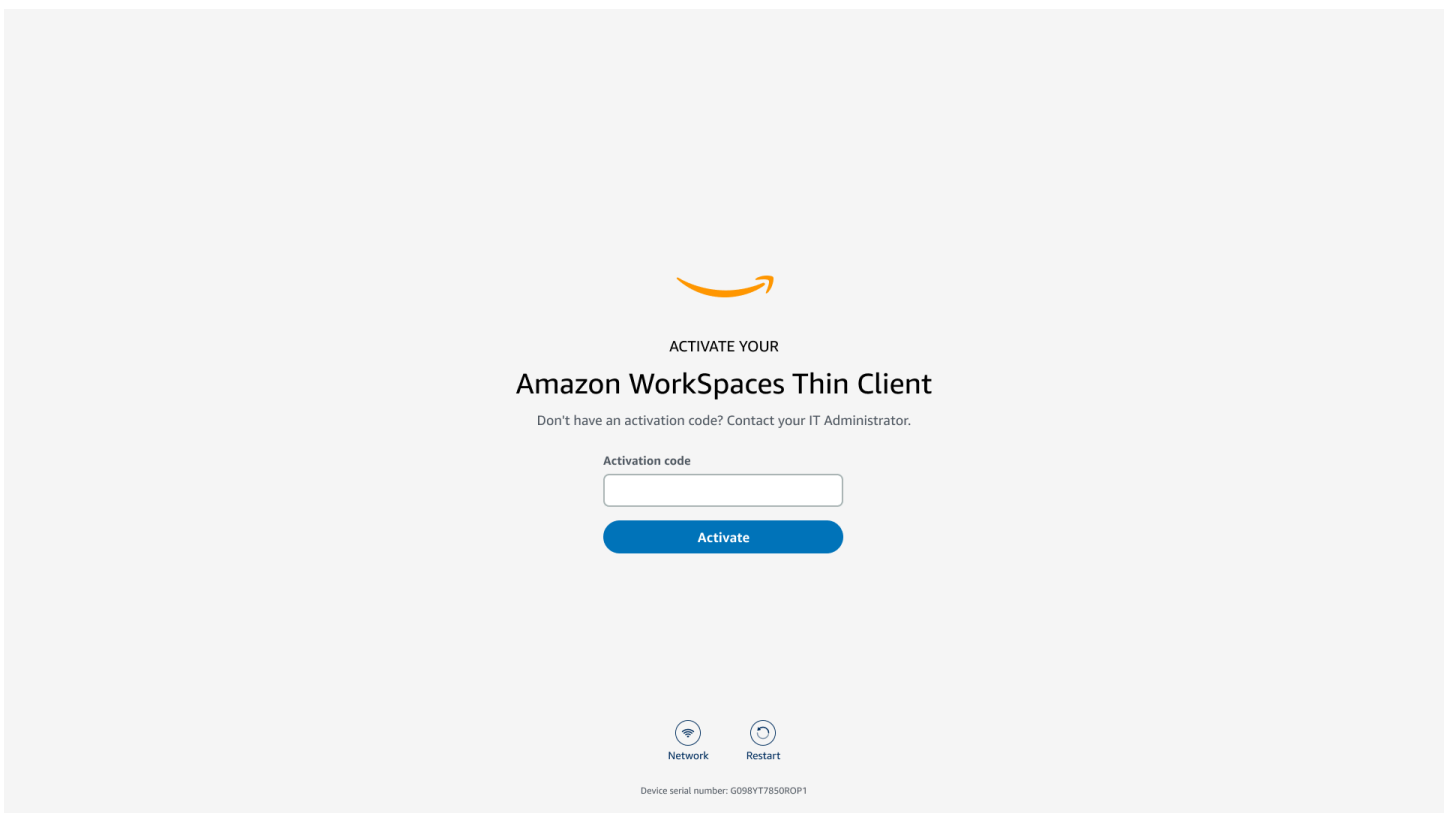 ACTIVATE YOUR
Amazon WorkSpaces Thin Client
Don't have an activation code? Contact your IT Administrator.
Activation code
Activate
Network Restart
Device serial number: G098YT7850ROP1